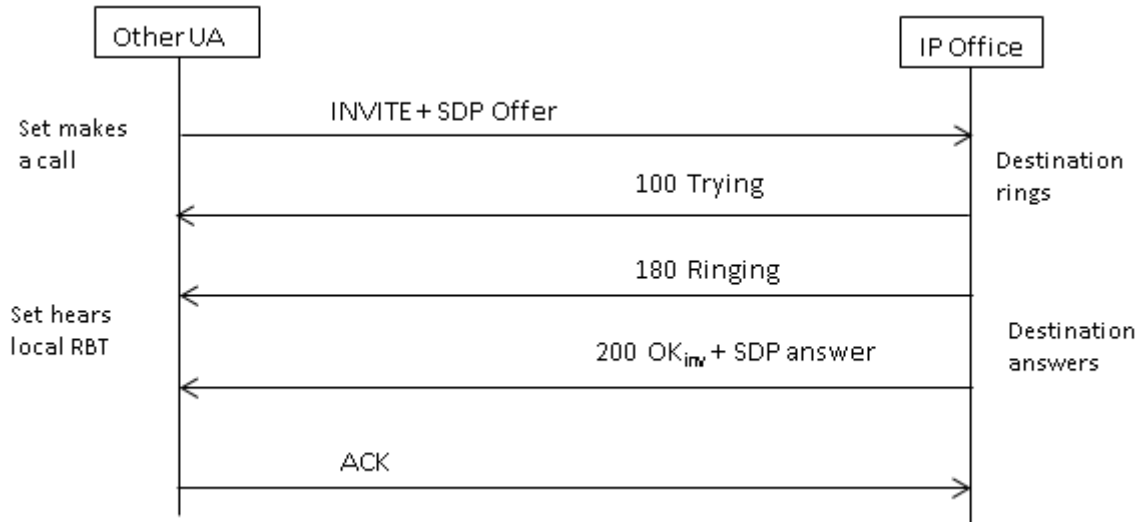 Other UA
IP Office
INVITE + SDP Offer
Set makes
a call
Destination
rings
100 Trying
180 Ringing
Set hears
local RBT
Destination
answers
200 OKinv + SDP answer
ACK